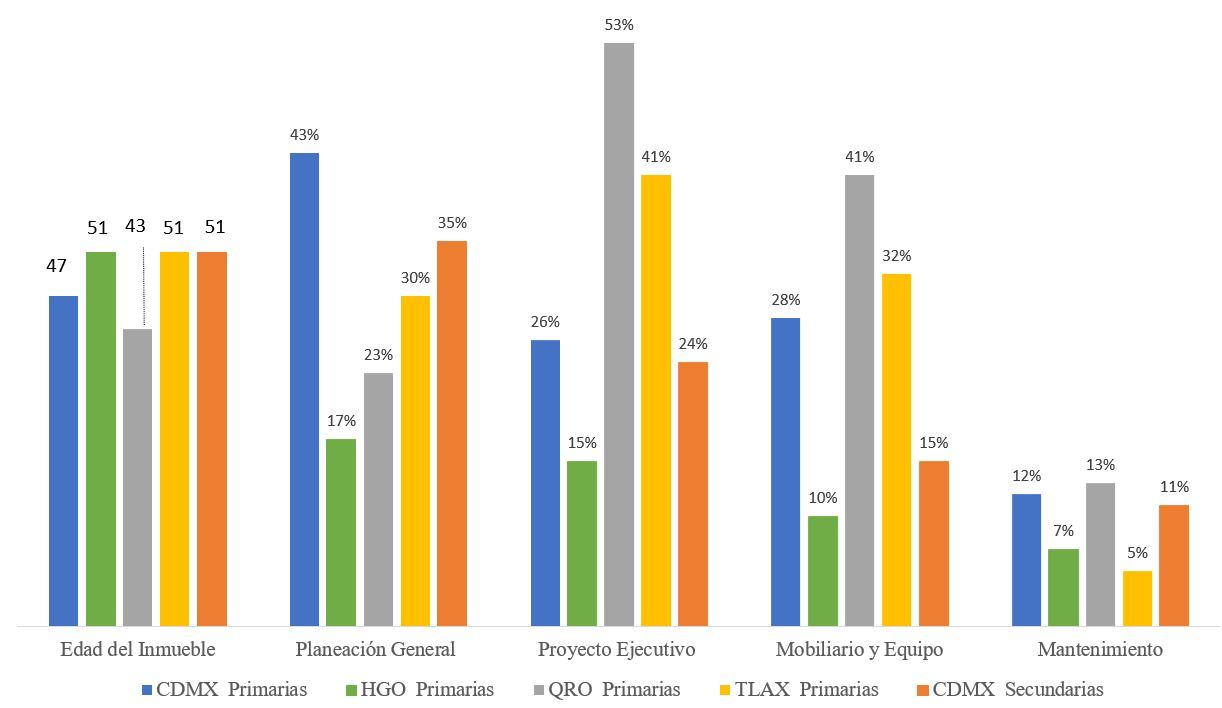 53%
43%
41%
41%
51
43
51
51
35%
32%
47
30%
28%
26%
24%
23%
17%
15%
15%
10%
12%
7%
13%
5%
11%
Edad del Inmueble
Planeación General
Proyecto Ejecutivo
Mobiliario y Equipo
Mantenimiento
CDMX Primarias
HGO Primarias
QRO Primarias
TLAX Primarias
CDMX Secundarias